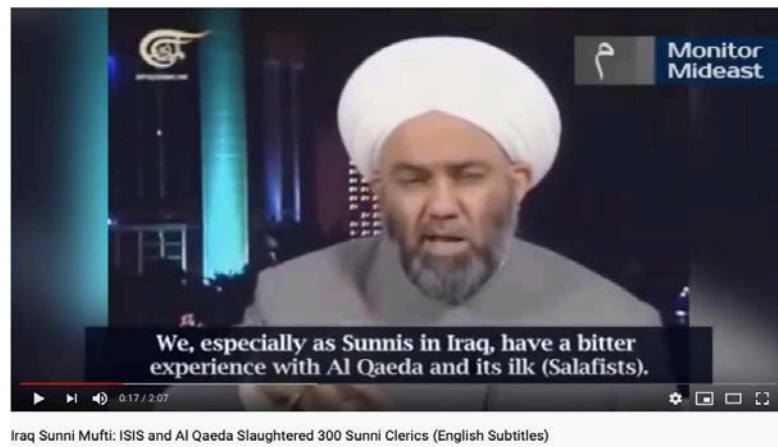 م
Monitor
Mideast
We, especially as Sunnis in Iraq, have a bitter
experience with Al Qaeda and its ilk (Salafists).
0:17 / 2:07
Iraq Sunni Mufti: ISIS and Al Qaeda Slaughtered 300 Sunni Clerics (English Subtitles)